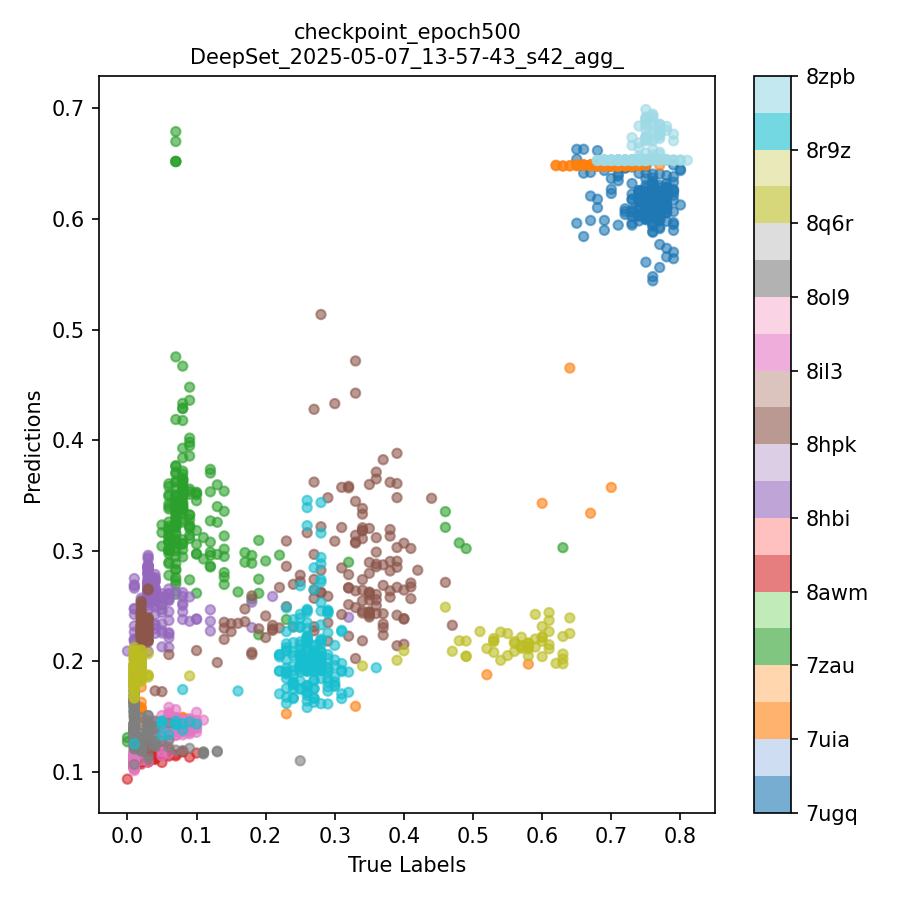 checkpoint_epoch500
DeepSet_2025-05-07_13-57-43_s42_agg_
0.7
0.6
0.5
0.4
0.3
0.2
0.1
Predictions
0.0 0.1 0.2 0.3 0.4 0.5 0.6 0.7 0.8
True Labels
8zpb
8r9z
8q6r
8ol9
8il3
8hpk
8hbi
8awm
7zau
7uia
7ugq